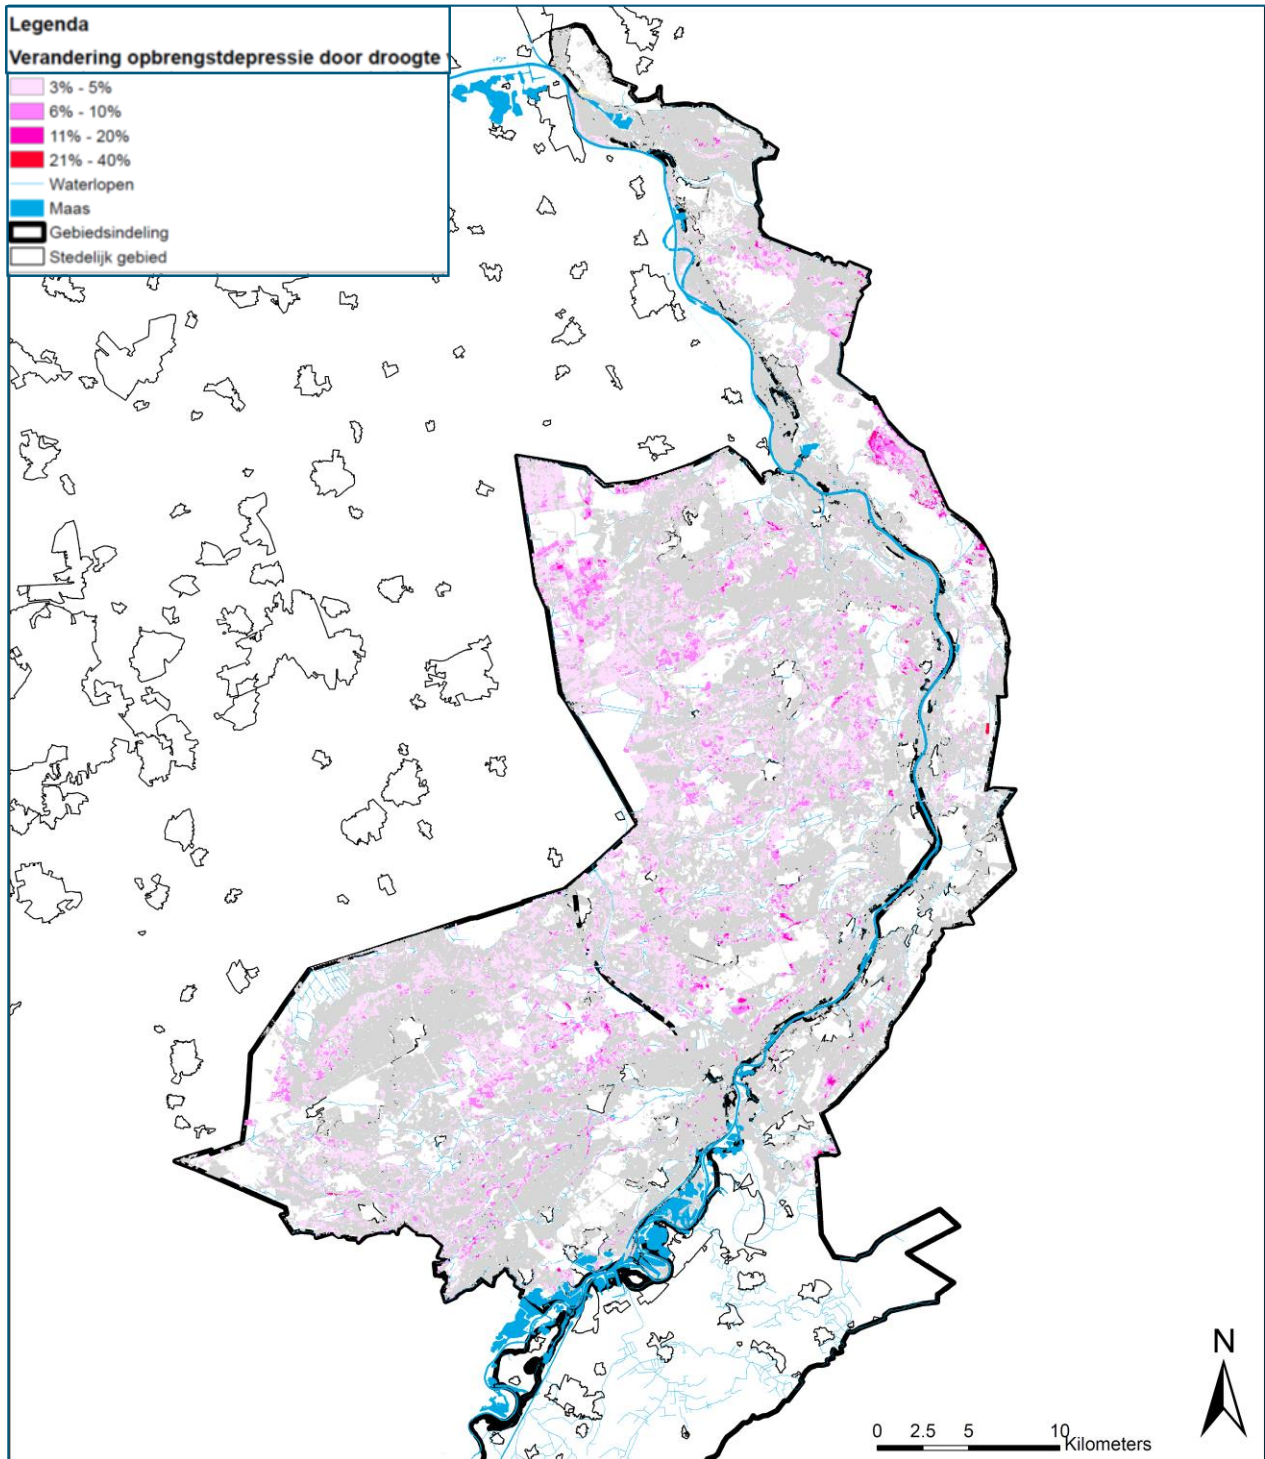 Legenda
Verandering opbrengstdepressie door droogte
3% - 5%
6% - 10%
11% - 20%
21% - 40%
Waterlopen
Maas
Gebiedsindeling
Stedelijk gebied
N
0 2.5 5 10
Kilometers